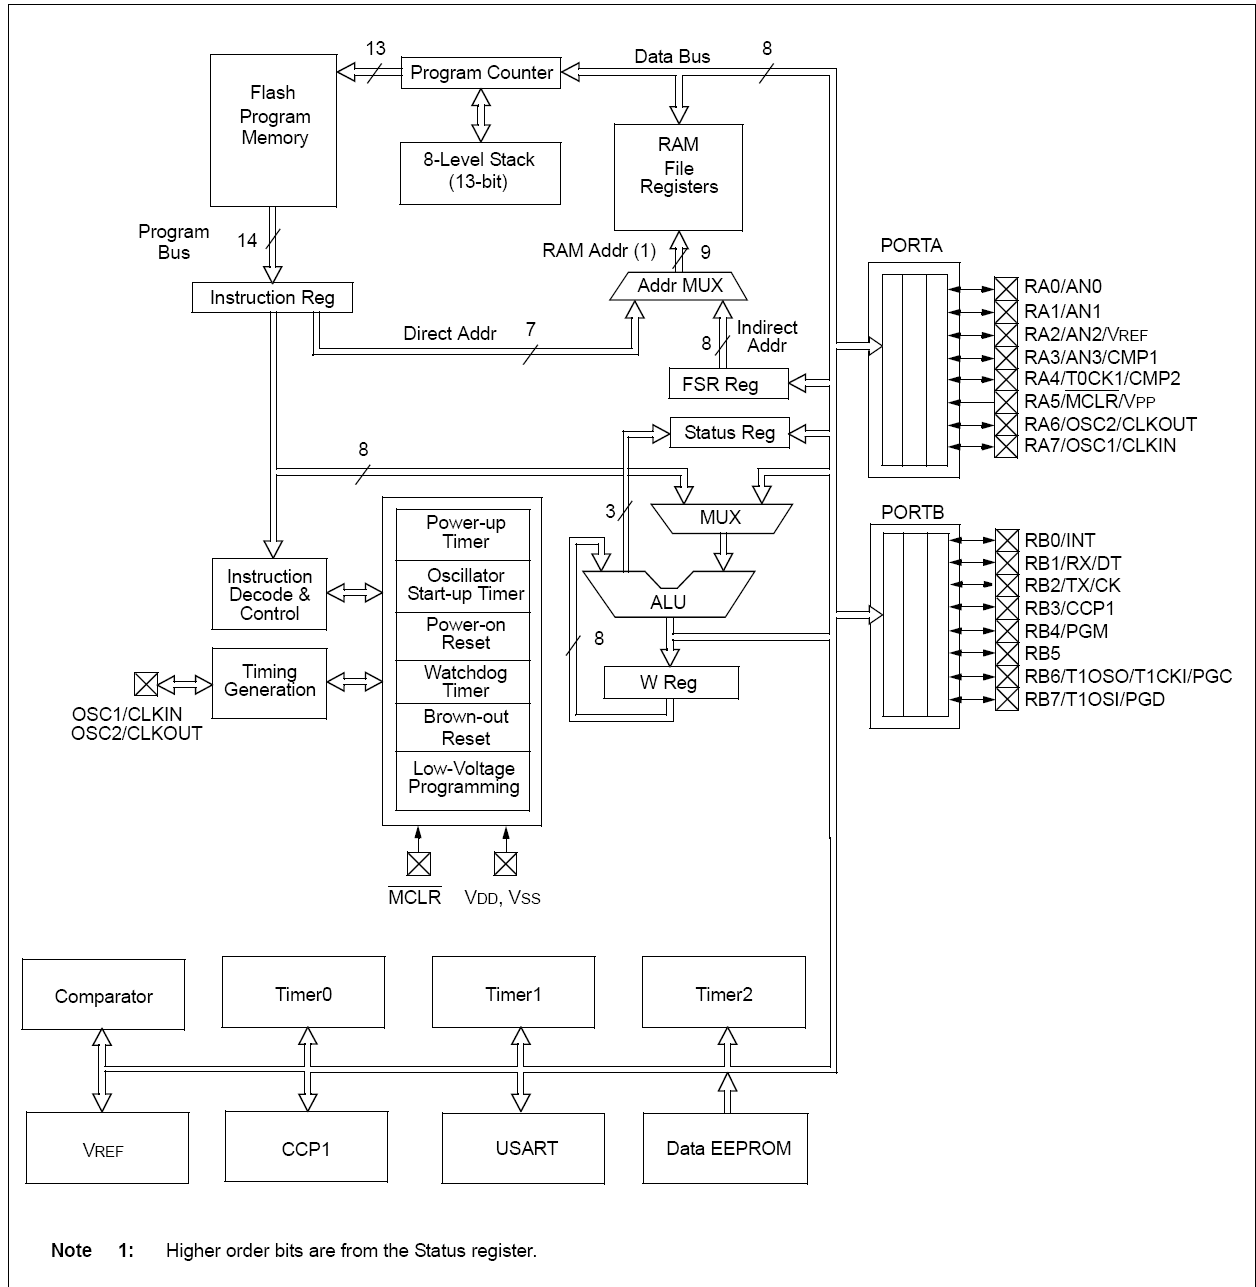 13
Program Counter
Data Bus
8
Flash
Program
Memory
8-Level Stack
(13-bit)
RAM
File
Registers
Program
Bus
14
RAM Addr (1)
9
PORTA
Instruction Reg
Addr MUX
Direct Addr
7
8
Indirect
Addr
FSR Reg
Status Reg
RA0/AN0
RA1/AN1
RA2/AN2/VREF
RA3/AN3/CMP1
RA4/T0CK1/CMP2
RA5/MCLR/VPP
RA6/OSC2/CLKOUT
RA7/OSC1/CLKIN
8
3
MUX
PORTB
Power-up
Timer
Oscillator
Start-up Timer
Power-on
Reset
Watchdog
Timer
Brown-out
Reset
Low-Voltage
Programming
Instruction
Decode &
Control
Timing
Generation
OSC1/CLKIN
OSC2/CLKOUT
ALU
8
W Reg
RB0/INT
RB1/RX/DT
RB2/TX/CK
RB3/CCP1
RB4/PGM
RB5
RB6/T1OSO/T1CKI/PGC
RB7/T1OSI/PGD
MCLR
VDD, VSS
Comparator
Timer0
Timer1
Timer2
VREF
CCP1
USART
Data EEPROM
Note 1: Higher order bits are from the Status register.